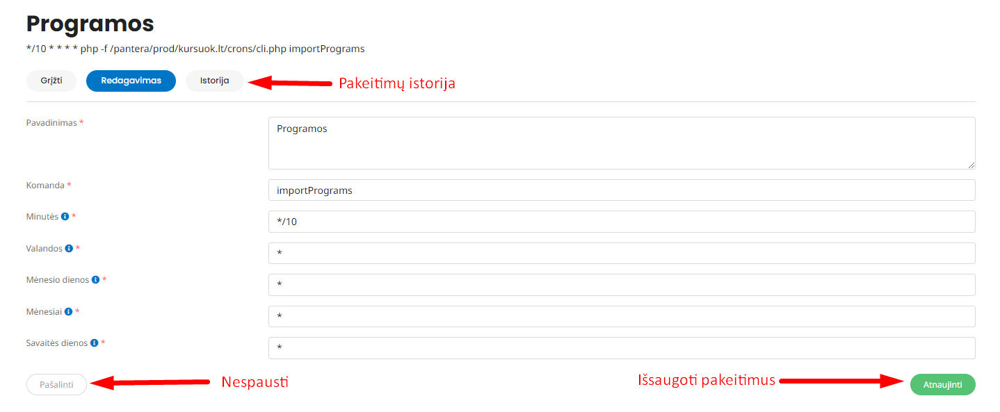 Programos
*/10 * * * * php -f /pantera/prod/kursuok.lt/crons/cli.php importPrograms
Grįžti Redagavimas Istorija Pakeitimų istorija
Pavadinimas * Programos
Komanda * importPrograms
Minutės * */10
Valandos * *
Mėnesio dienos * *
Mėnesiai * *
Savaitės dienos * *
Pašalinti Nespausti Išsaugoti pakeitimus Atnaujinti